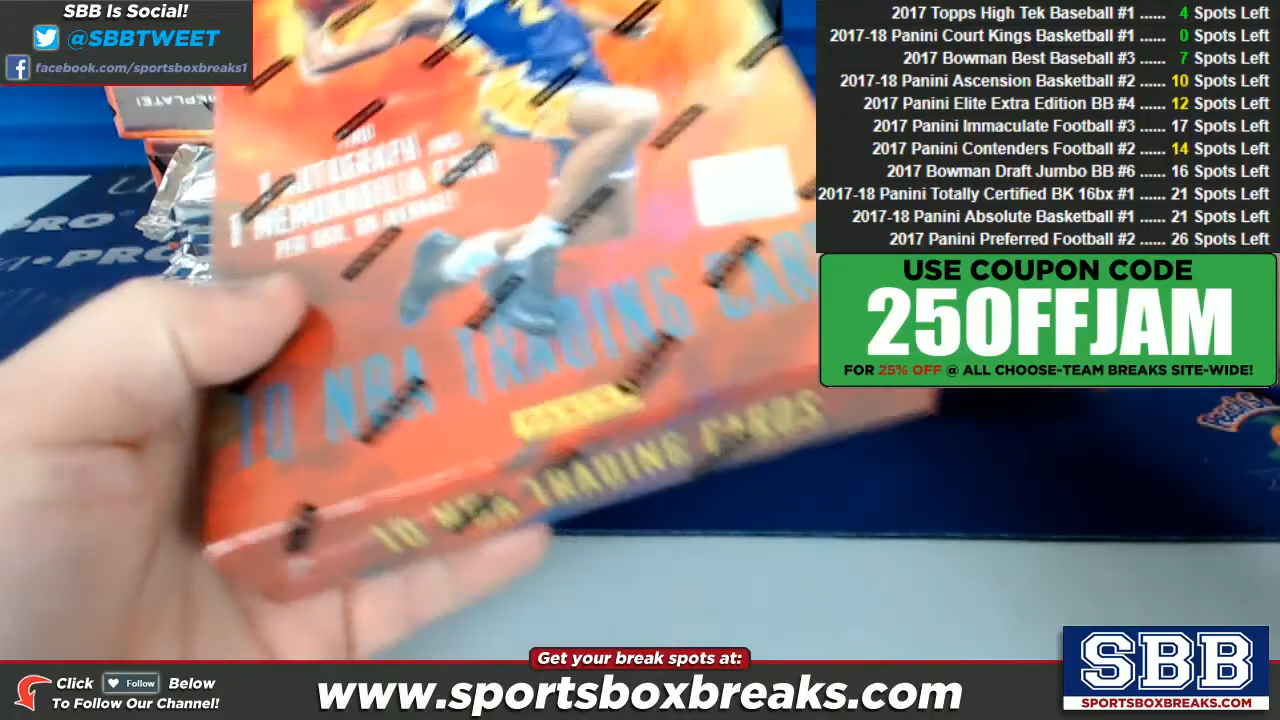 SBB Is Social!
@SBBTWEET
facebook.com/sportsboxbreaks1
2017 Topps High Tek Baseball #1 ...... 4 Spots Left
2017-18 Panini Court Kings Basketball #1 ...... 0 Spots Left
2017 Bowman Best Baseball #3 ...... 7 Spots Left
2017-18 Panini Ascension Basketball #2 ...... 10 Spots Left
2017 Panini Elite Extra Edition BB #4 ...... 12 Spots Left
2017 Panini Immaculate Football #3 ...... 17 Spots Left
2017 Panini Contenders Football #2 ...... 14 Spots Left
2017 Bowman Draft Jumbo BB #6 ...... 16 Spots Left
2017-18 Panini Totally Certified BK 16bx #1 ...... 21 Spots Left
2017-18 Panini Absolute Basketball #1 ...... 21 Spots Left
2017 Panini Preferred Football #2 ...... 26 Spots Left
USE COUPON CODE
25OFFJAM
FOR 25% OFF @ ALL CHOOSE-TEAM BREAKS SITE-WIDE!
1 AUTOGRAPH AND
1 MEMORABILIA CARD
10 NBA TRADING CARDS
PANINI
10 NBA TRADING CARDS
PRO
PRO
Get your break spots at:
Click Follow Below
To Follow Our Channel!
www.sportsboxbreaks.com
SBB
SPORTSBOXBREAKS.COM